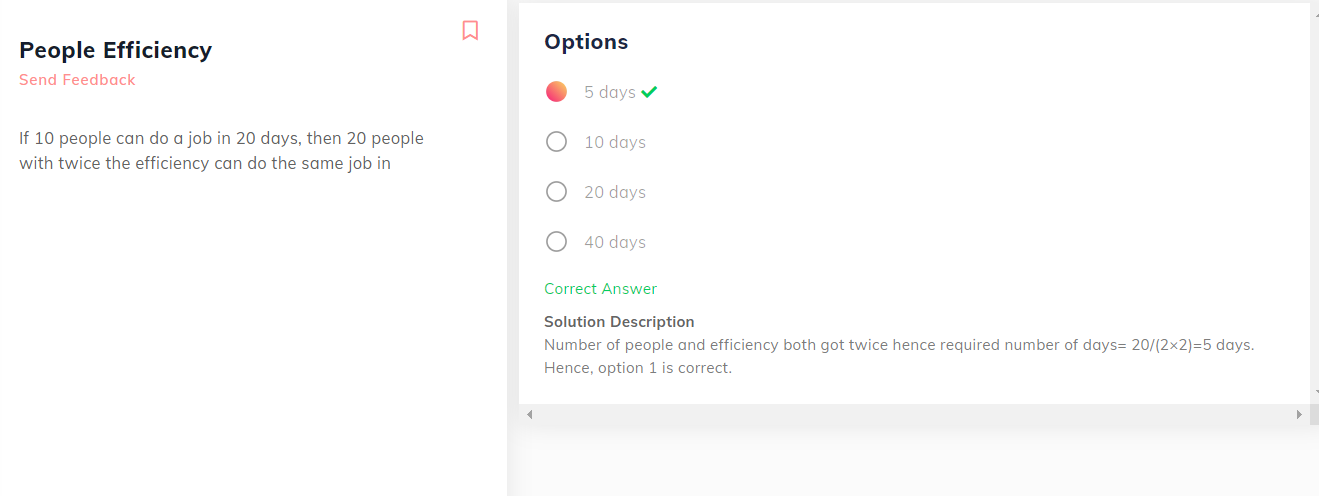 People Efficiency
Send Feedback
If 10 people can do a job in 20 days, then 20 people
with twice the efficiency can do the same job in
Options
5 days
10 days
20 days
40 days
Correct Answer
Solution Description
Number of people and efficiency both got twice hence required number of days= 20/(2×2)=5 days.
Hence, option 1 is correct.